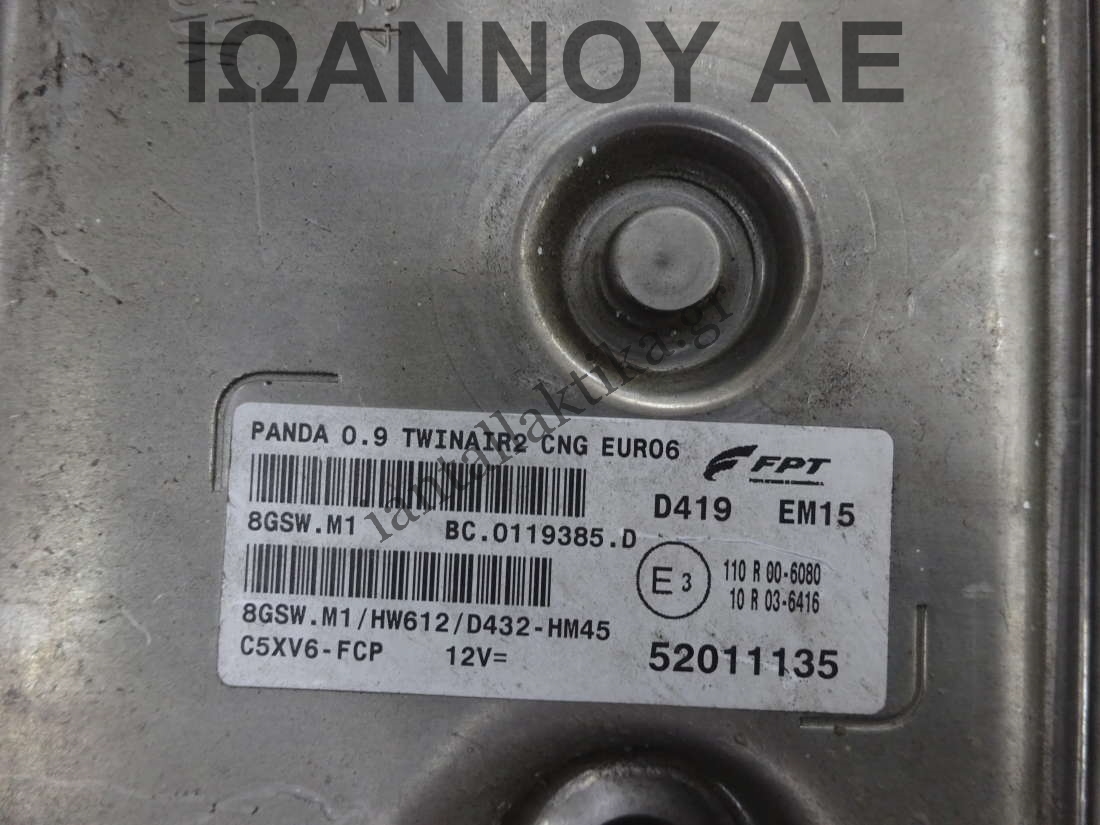 ΙΩΑΝΝΟΥ ΑΕ
PANDA 0.9 TWINAIR2 CNG EURO6
FPT
D419 EM15
8GSW.M1 BC.0119385.D
E3
110 R 00-6080
10 R 03-6416
8GSW.M1/HW612/D432-HM45
C5XV6-FCP 12V=
52011135
iantallaktika.gr